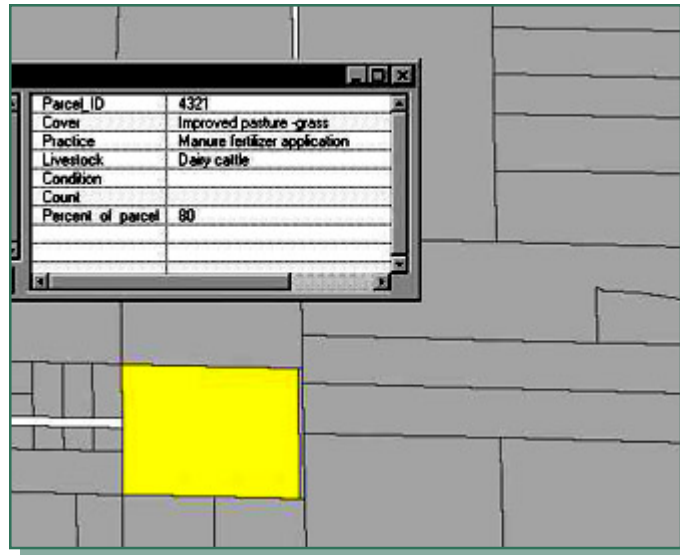 Parcel_ID 4321
Cover Improved pasture -grass
Practice Manure fertilizer application
Livestock Dairy cattle
Condition
Count
Percent_of_parcel 80